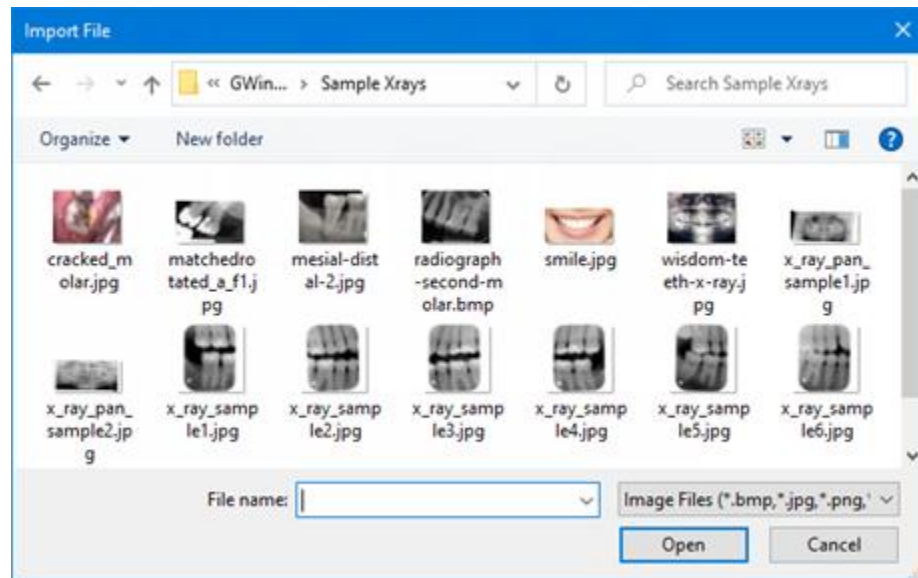 Import File
« GWin... › Sample Xrays
Search Sample Xrays
Organize
New folder
cracked_m
olar.jpg
matchedro
tated_a_f1.j
pg
mesial-dist
al-2.jpg
radiograph
-second-m
olar.bmp
smile.jpg
wisdom-te
eth-x-ray.j
pg
x_ray_pan_
sample1.jp
g
x_ray_pan_
sample2.jp
g
x_ray_samp
le1.jpg
x_ray_samp
le2.jpg
x_ray_samp
le3.jpg
x_ray_samp
le4.jpg
x_ray_samp
le5.jpg
x_ray_samp
le6.jpg
File name:
Image Files (*.bmp,*.jpg,*.png,*
Open
Cancel